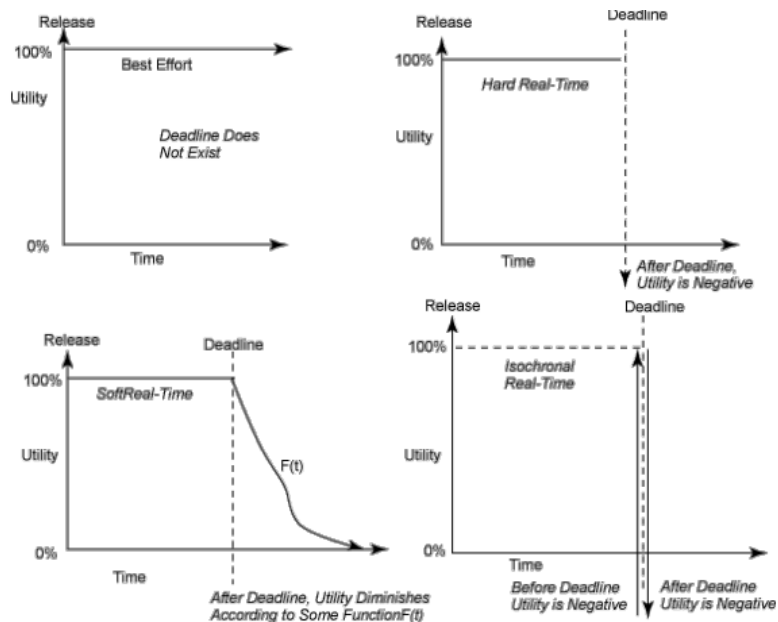 Release
100%
Best Effort
Utility
Deadline Does
Not Exist
0%
Time
Deadline
Release
100%
Hard Real-Time
Utility
0%
Time
After Deadline,
Utility is Negative
Release
Deadline
100%
SoftReal-Time
Utility
F(t)
0%
Time
After Deadline, Utility Diminishes
According to Some FunctionF(t)
Release
Deadline
100%
Isochronal
Real-Time
Utility
0%
Time
Before Deadline
Utility is Negative
After Deadline
Utility is Negative